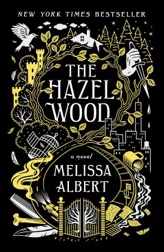 NEW YORK TIMES BESTSELLER
THE
HAZEL
WOOD
a novel
MELISSA
ALBERT